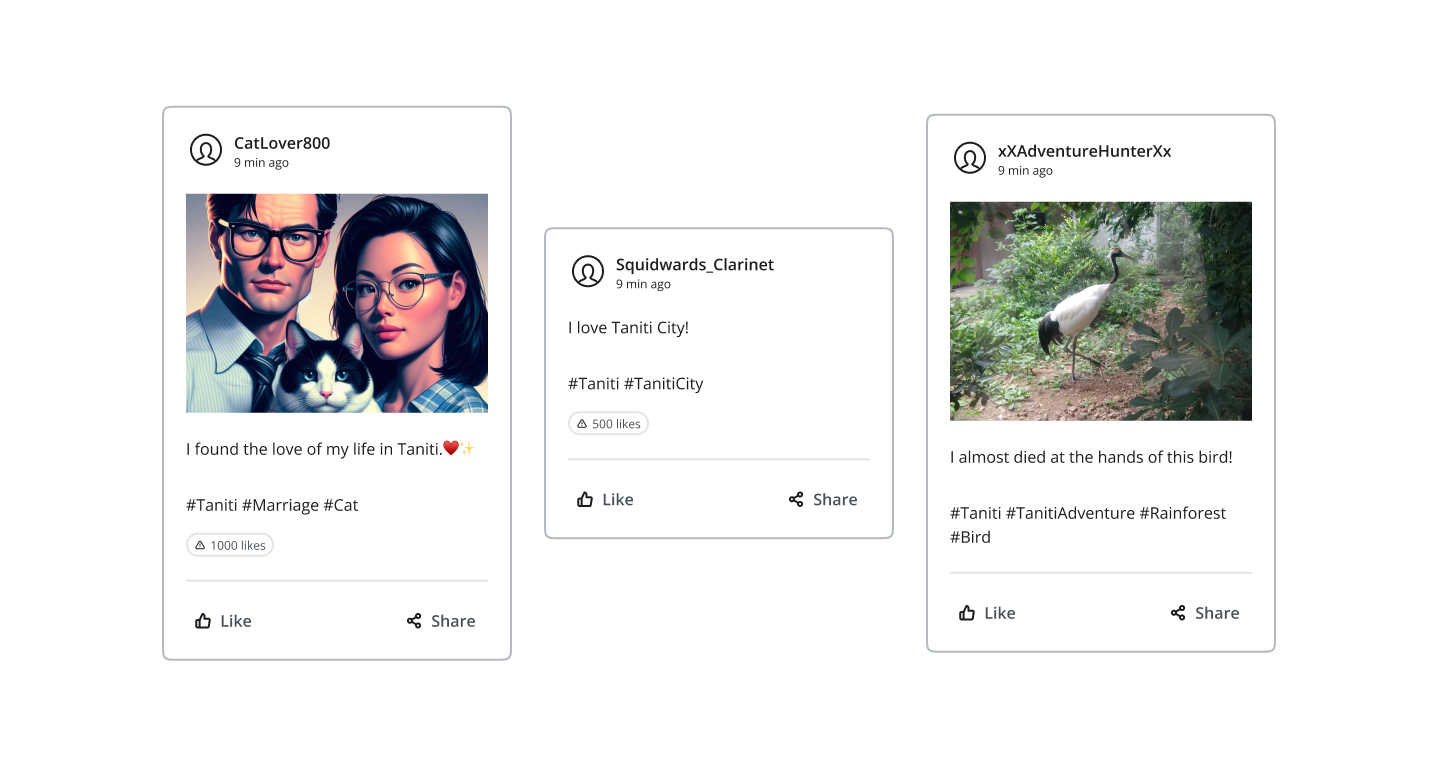 CatLover800
9 min ago
I found the love of my life in Taniti.❤️✨
#Taniti #Marriage #Cat
1000 likes
Like
Share
Squidwards_Clarinet
9 min ago
I love Taniti City!
#Taniti #TanitiCity
500 likes
Like
Share
xXAdventureHunterXx
9 min ago
I almost died at the hands of this bird!
#Taniti #TanitiAdventure #Rainforest
#Bird
Like
Share